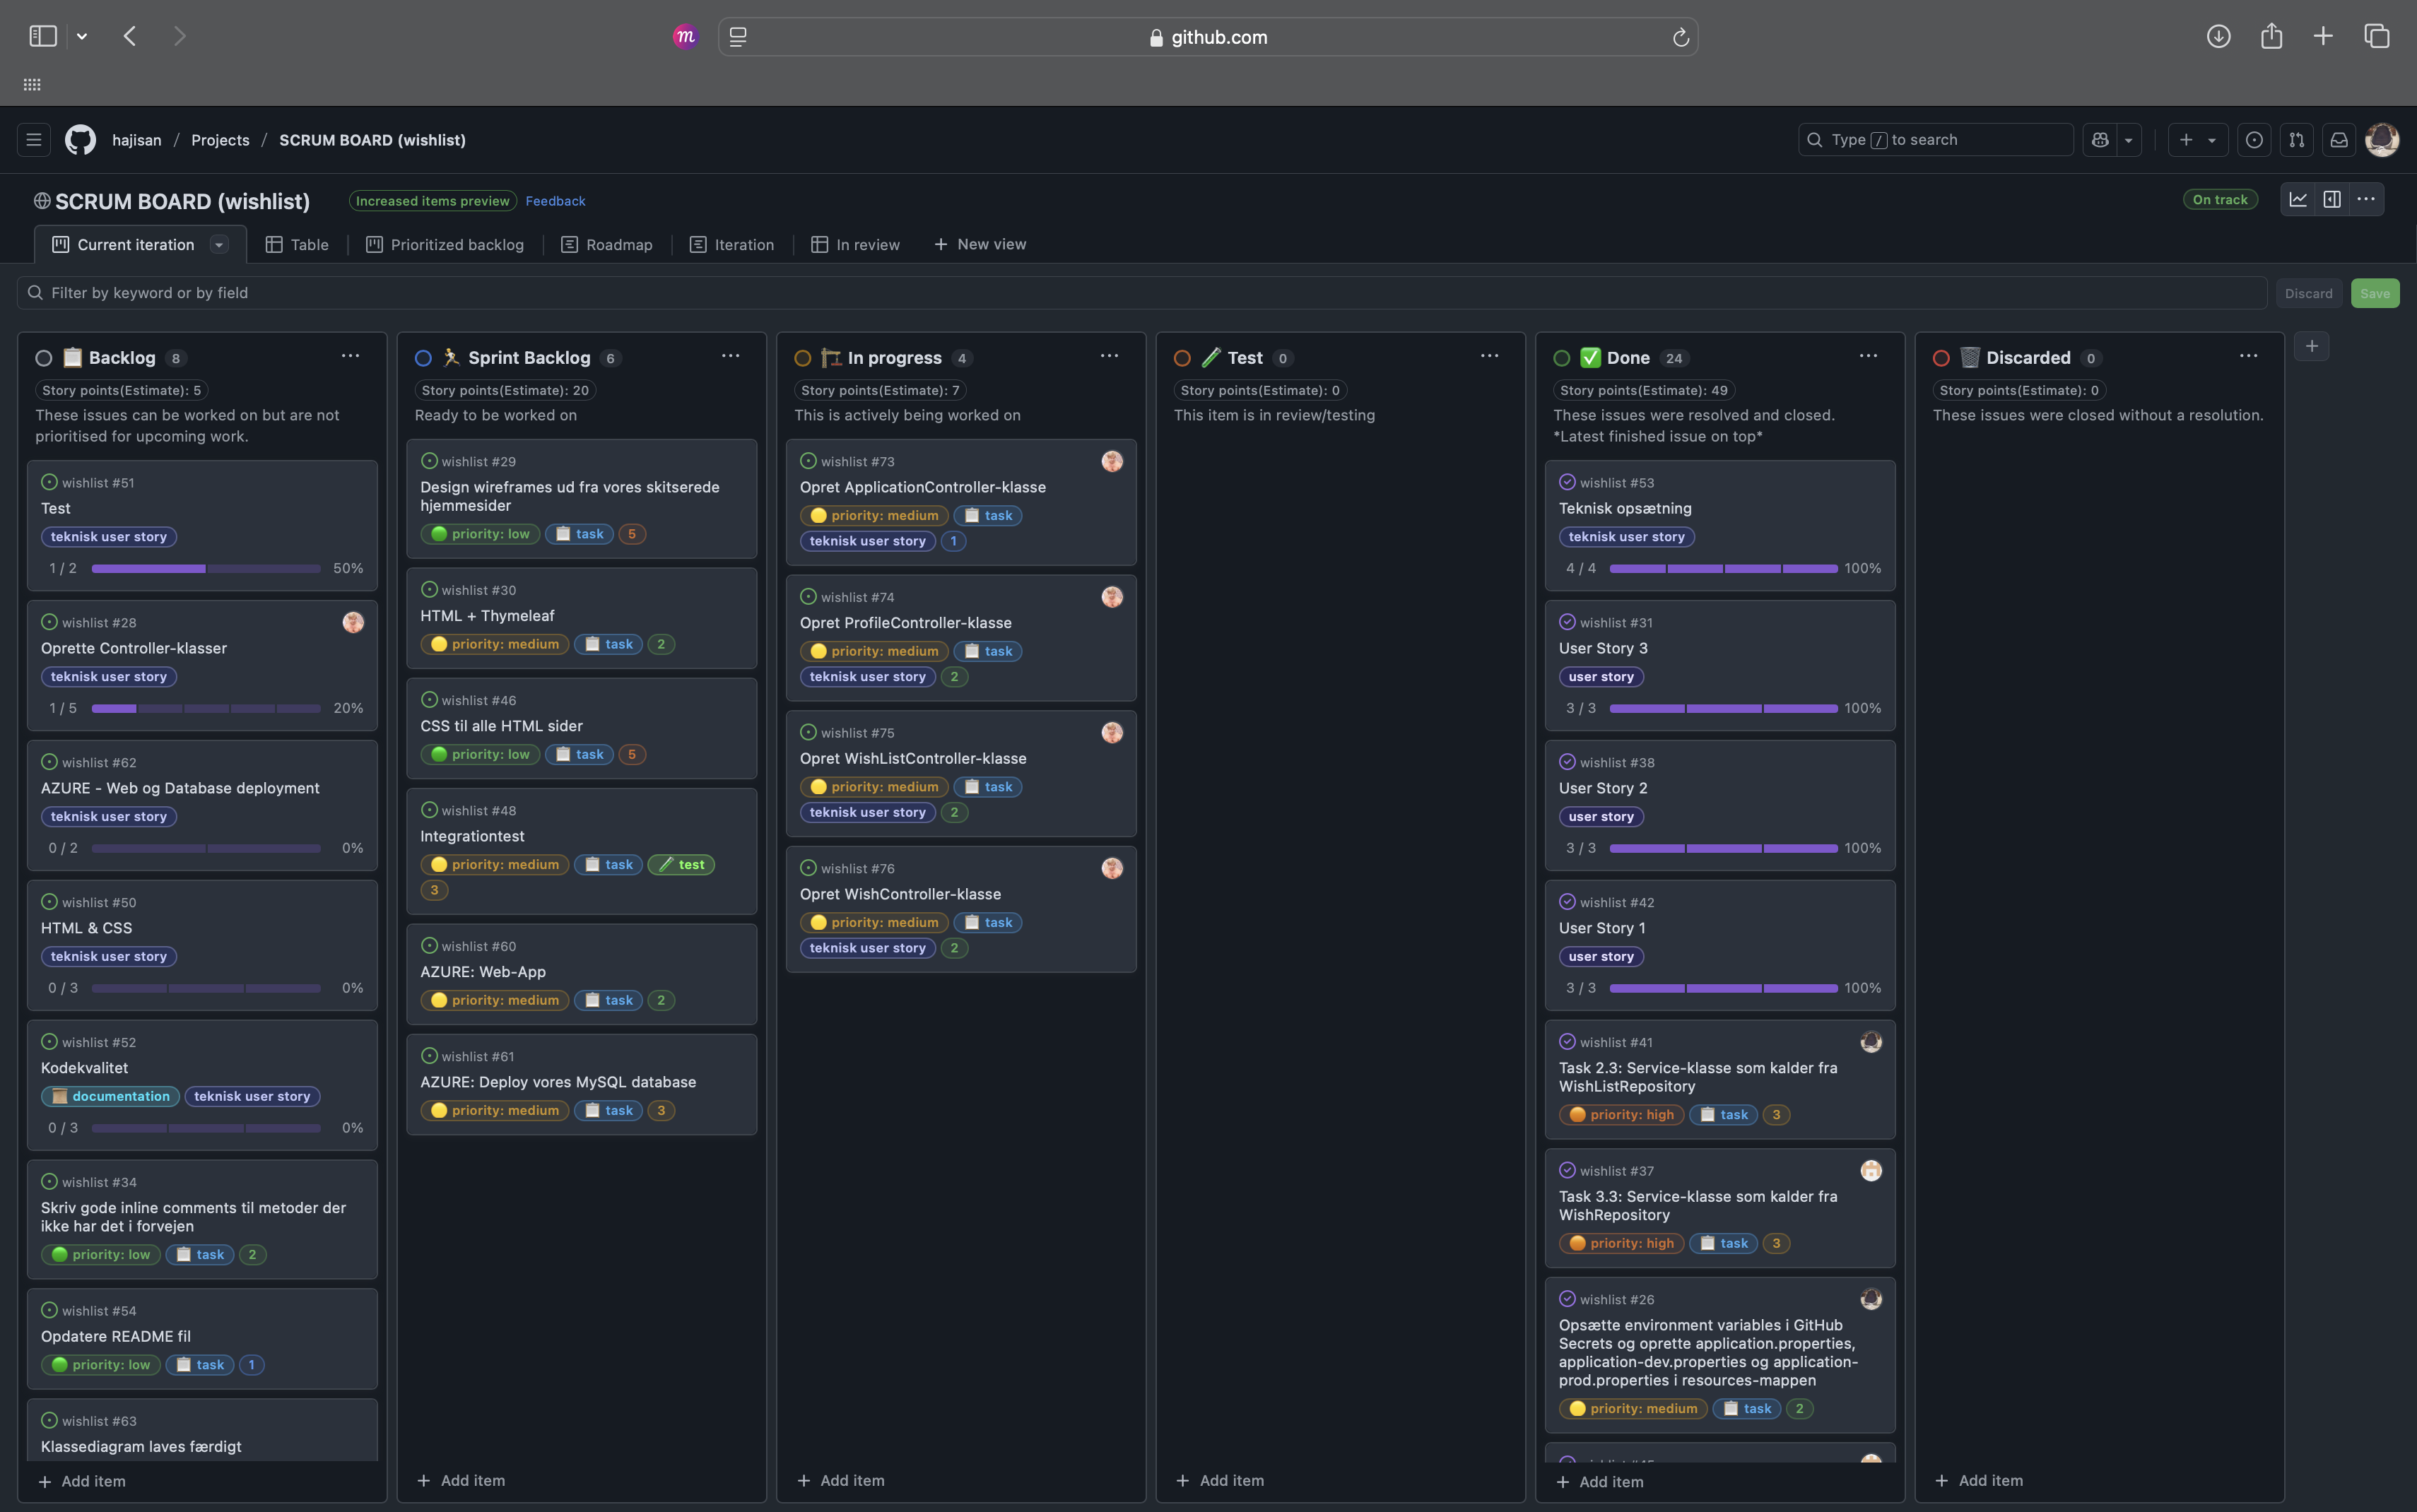 m
github.com
hajisan / Projects / SCRUM BOARD (wishlist)
Type / to search
SCRUM BOARD (wishlist)
Increased items preview
Feedback
On track
Current iteration
Table
Prioritized backlog
Roadmap
Iteration
In review
New view
Filter by keyword or by field
Discard
Save
Backlog 8
Story points(Estimate): 5
These issues can be worked on but are not
prioritised for upcoming work.
wishlist #51
Test
teknisk user story
1 / 2 50%
wishlist #28
Oprette Controller-klasser
teknisk user story
1 / 5 20%
wishlist #62
AZURE - Web og Database deployment
teknisk user story
0 / 2 0%
wishlist #50
HTML & CSS
teknisk user story
0 / 3 0%
wishlist #52
Kodekvalitet
documentation teknisk user story
0 / 3 0%
wishlist #34
Skriv gode inline comments til metoder der
ikke har det i forvejen
priority: low task 2
wishlist #54
Opdatere README fil
priority: low task 1
wishlist #63
Klassediagram laves færdigt
Add item
Sprint Backlog 6
Story points(Estimate): 20
Ready to be worked on
wishlist #29
Design wireframes ud fra vores skitserede
hjemmesider
priority: low task 5
wishlist #30
HTML + Thymeleaf
priority: medium task 2
wishlist #46
CSS til alle HTML sider
priority: low task 5
wishlist #48
Integrationtest
priority: medium task test
3
wishlist #60
AZURE: Web-App
priority: medium task 2
wishlist #61
AZURE: Deploy vores MySQL database
priority: medium task 3
Add item
In progress 4
Story points(Estimate): 7
This is actively being worked on
wishlist #73
Opret ApplicationController-klasse
priority: medium task
teknisk user story 1
wishlist #74
Opret ProfileController-klasse
priority: medium task
teknisk user story 2
wishlist #75
Opret WishListController-klasse
priority: medium task
teknisk user story 2
wishlist #76
Opret WishController-klasse
priority: medium task
teknisk user story 2
Add item
Test 0
Story points(Estimate): 0
This item is in review/testing
Add item
Done 24
Story points(Estimate): 49
These issues were resolved and closed.
*Latest finished issue on top*
wishlist #53
Teknisk opsætning
teknisk user story
4 / 4 100%
wishlist #31
User Story 3
user story
3 / 3 100%
wishlist #38
User Story 2
user story
3 / 3 100%
wishlist #42
User Story 1
user story
3 / 3 100%
wishlist #41
Task 2.3: Service-klasse som kalder fra
WishListRepository
priority: high task 3
wishlist #37
Task 3.3: Service-klasse som kalder fra
WishRepository
priority: high task 3
wishlist #26
Opsætte environment variables i GitHub
Secrets og oprette application.properties,
application-dev.properties og application-
prod.properties i resources-mappen
priority: medium task 2
Add item
Discarded 0
Story points(Estimate): 0
These issues were closed without a resolution.
Add item